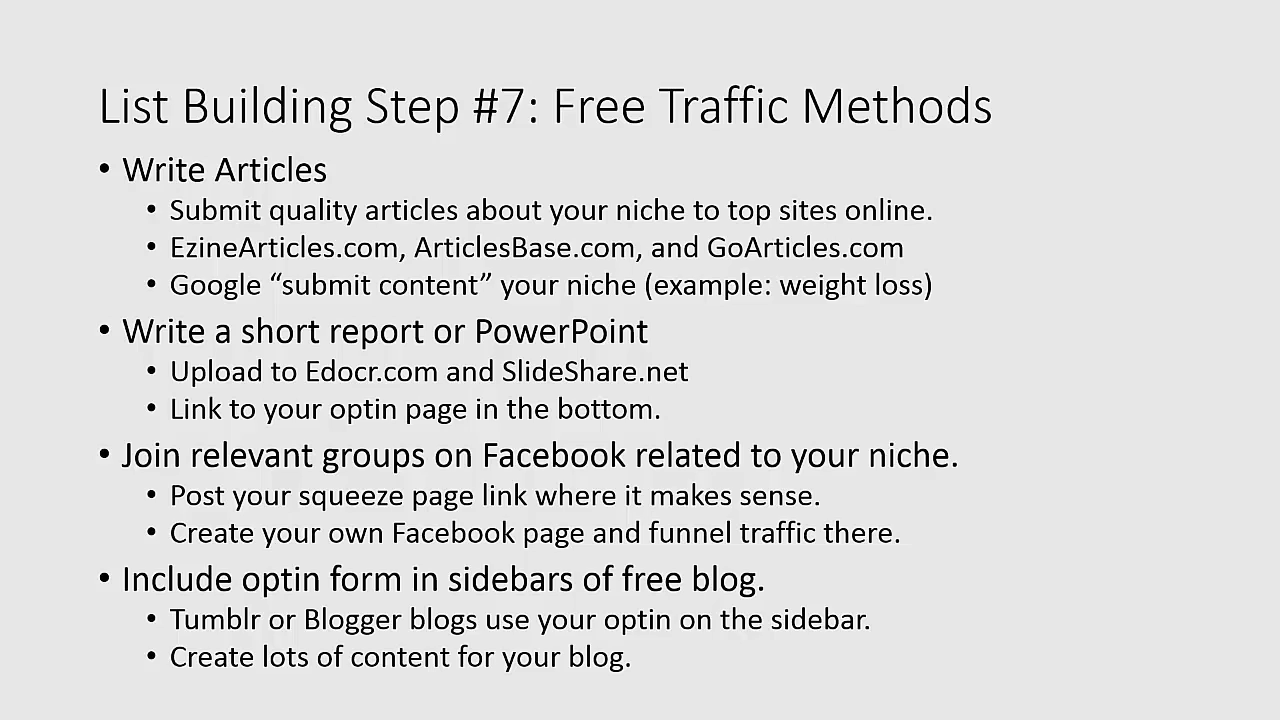 List Building Step #7: Free Traffic Methods
• Write Articles
• Submit quality articles about your niche to top sites online.
• EzineArticles.com, ArticlesBase.com, and GoArticles.com
• Google “submit content” your niche (example: weight loss)
• Write a short report or PowerPoint
• Upload to Edocr.com and SlideShare.net
• Link to your optin page in the bottom.
• Join relevant groups on Facebook related to your niche.
• Post your squeeze page link where it makes sense.
• Create your own Facebook page and funnel traffic there.
• Include optin form in sidebars of free blog.
• Tumblr or Blogger blogs use your optin on the sidebar.
• Create lots of content for your blog.